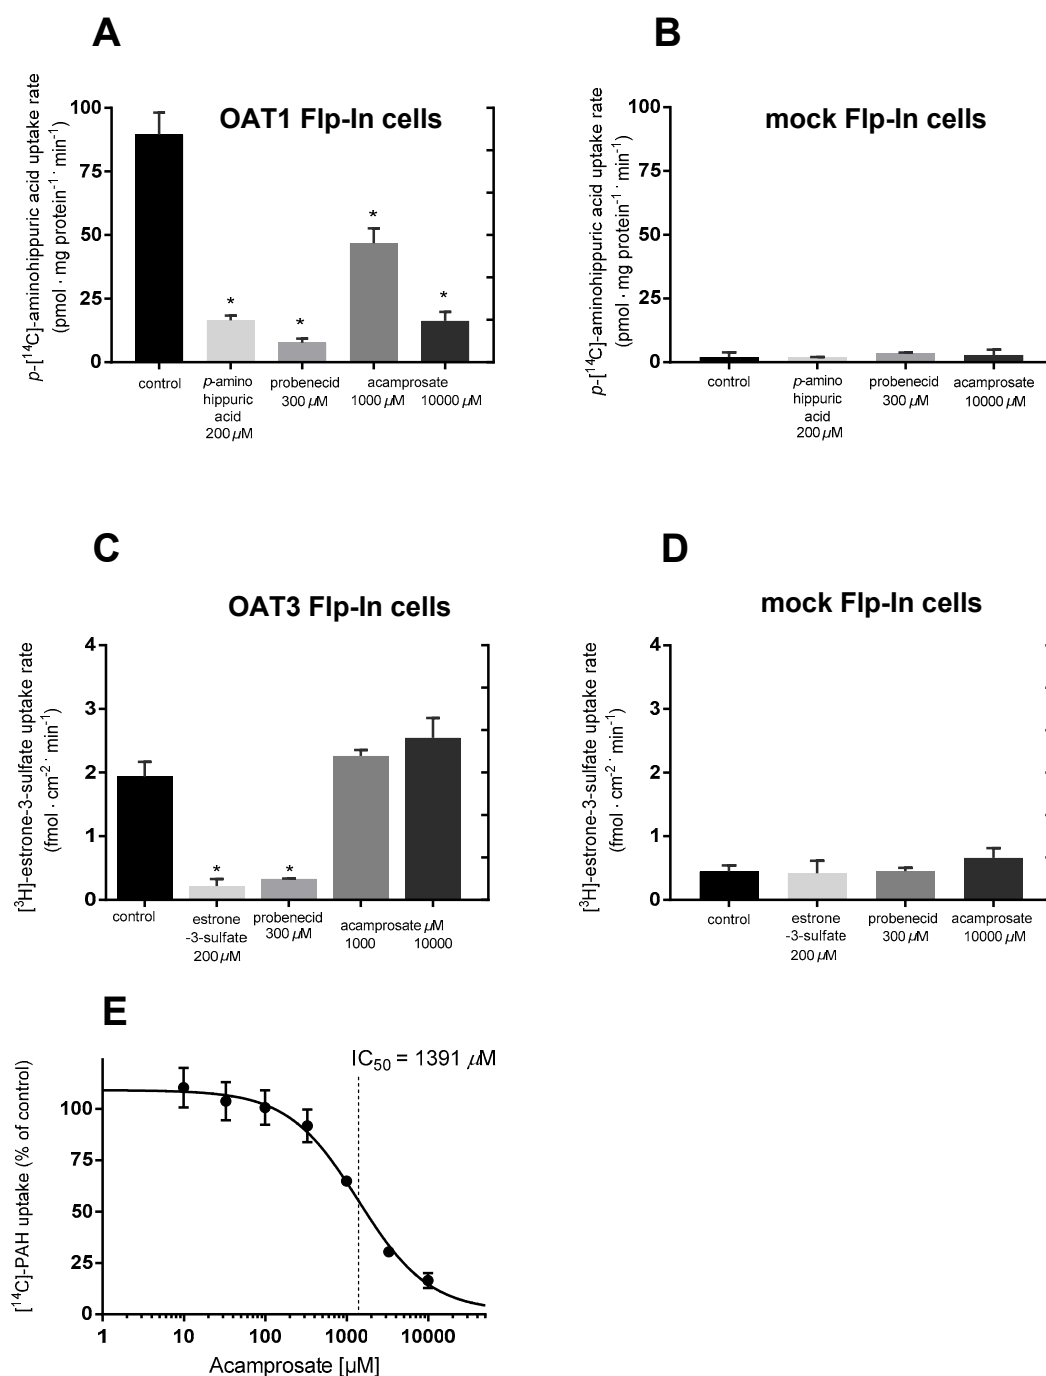 A
OAT1 Flp-In cells
p-[¹⁴C]-aminohippuric acid uptake rate
(pmol · mg protein⁻¹ · min⁻¹)
100
75
50
25
0
*
*
*
*
control
p-amino
hippuric
acid
200 µM
probenecid
300 µM
acamprosate
1000 µM 10000 µM
B
mock Flp-In cells
p-[¹⁴C]-aminohippuric acid uptake rate
(pmol · mg protein⁻¹ · min⁻¹)
100
75
50
25
0
control
p-amino
hippuric
acid
200 µM
probenecid
300 µM
acamprosate
10000 µM
C
OAT3 Flp-In cells
[³H]-estrone-3-sulfate uptake rate
(fmol · cm⁻² · min⁻¹)
4
3
2
1
0
*
*
control
estrone
-3-sulfate
200 µM
probenecid
300 µM
acamprosate µM
1000 10000
D
mock Flp-In cells
[³H]-estrone-3-sulfate uptake rate
(fmol · cm⁻² · min⁻¹)
4
3
2
1
0
control
estrone
-3-sulfate
200 µM
probenecid
300 µM
acamprosate
10000 µM
E
IC₅₀ = 1391 µM
[¹⁴C]-PAH uptake (% of control)
100
75
50
25
0
1 10 100 1000 10000
Acamprosate [µM]